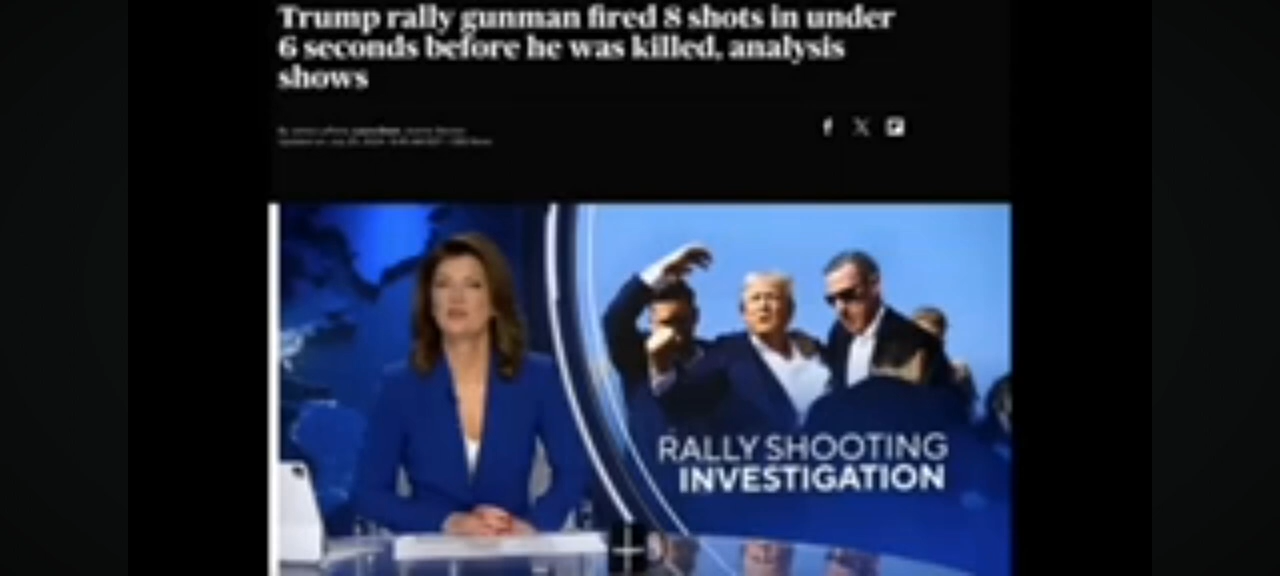 Trump rally gunman fired 8 shots in under
6 seconds before he was killed, analysis
shows
RALLY SHOOTING
INVESTIGATION